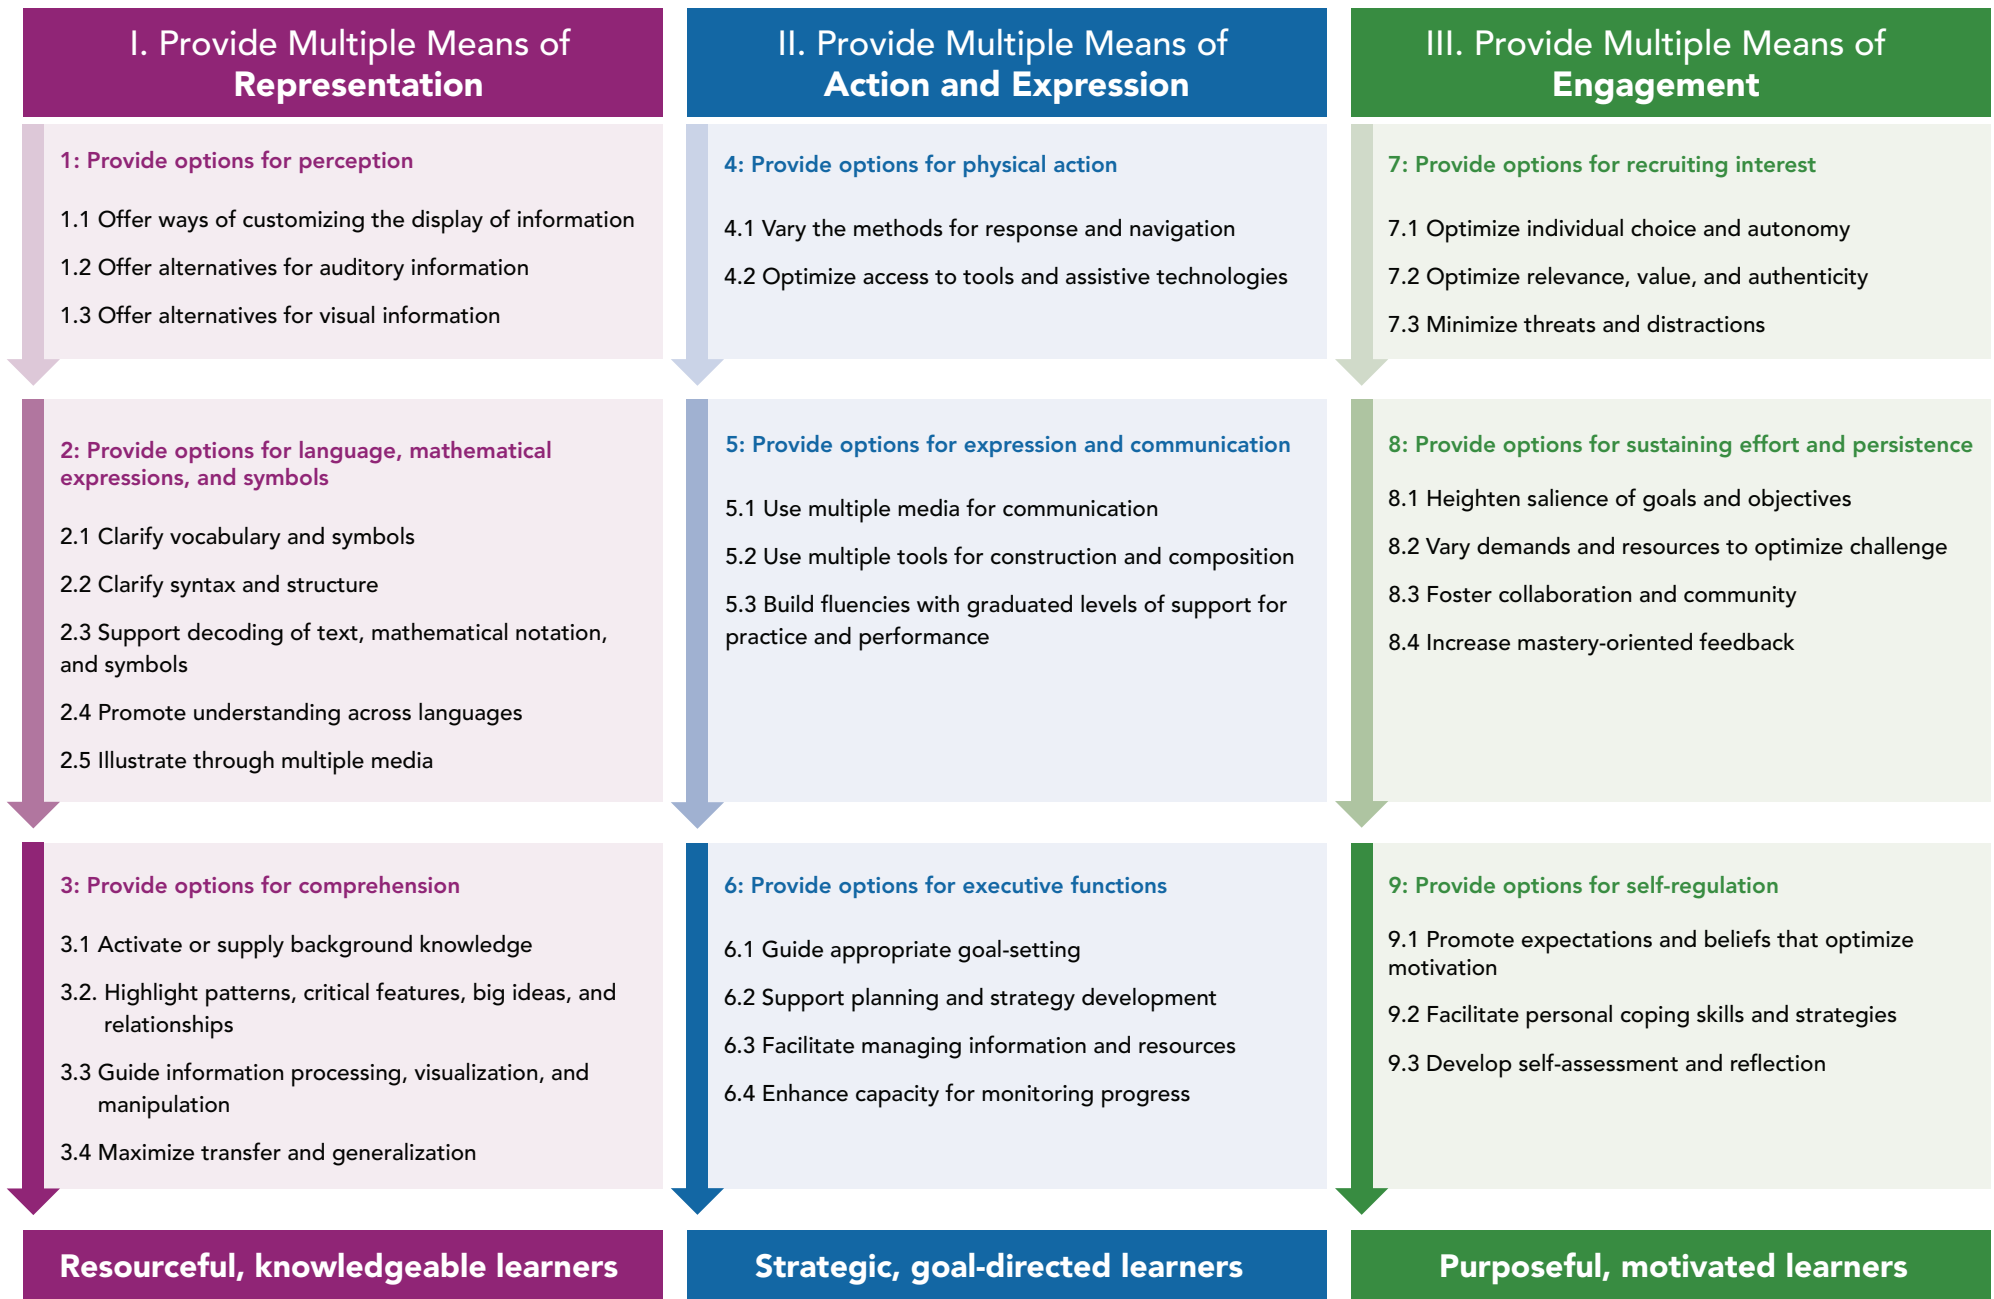 I. Provide Multiple Means of
Representation
1: Provide options for perception
1.1 Offer ways of customizing the display of information
1.2 Offer alternatives for auditory information
1.3 Offer alternatives for visual information
2: Provide options for language, mathematical
expressions, and symbols
2.1 Clarify vocabulary and symbols
2.2 Clarify syntax and structure
2.3 Support decoding of text, mathematical notation,
and symbols
2.4 Promote understanding across languages
2.5 Illustrate through multiple media
3: Provide options for comprehension
3.1 Activate or supply background knowledge
3.2. Highlight patterns, critical features, big ideas, and
relationships
3.3 Guide information processing, visualization, and
manipulation
3.4 Maximize transfer and generalization
Resourceful, knowledgeable learners
II. Provide Multiple Means of
Action and Expression
4: Provide options for physical action
4.1 Vary the methods for response and navigation
4.2 Optimize access to tools and assistive technologies
5: Provide options for expression and communication
5.1 Use multiple media for communication
5.2 Use multiple tools for construction and composition
5.3 Build fluencies with graduated levels of support for
practice and performance
6: Provide options for executive functions
6.1 Guide appropriate goal-setting
6.2 Support planning and strategy development
6.3 Facilitate managing information and resources
6.4 Enhance capacity for monitoring progress
Strategic, goal-directed learners
III. Provide Multiple Means of
Engagement
7: Provide options for recruiting interest
7.1 Optimize individual choice and autonomy
7.2 Optimize relevance, value, and authenticity
7.3 Minimize threats and distractions
8: Provide options for sustaining effort and persistence
8.1 Heighten salience of goals and objectives
8.2 Vary demands and resources to optimize challenge
8.3 Foster collaboration and community
8.4 Increase mastery-oriented feedback
9: Provide options for self-regulation
9.1 Promote expectations and beliefs that optimize
motivation
9.2 Facilitate personal coping skills and strategies
9.3 Develop self-assessment and reflection
Purposeful, motivated learners